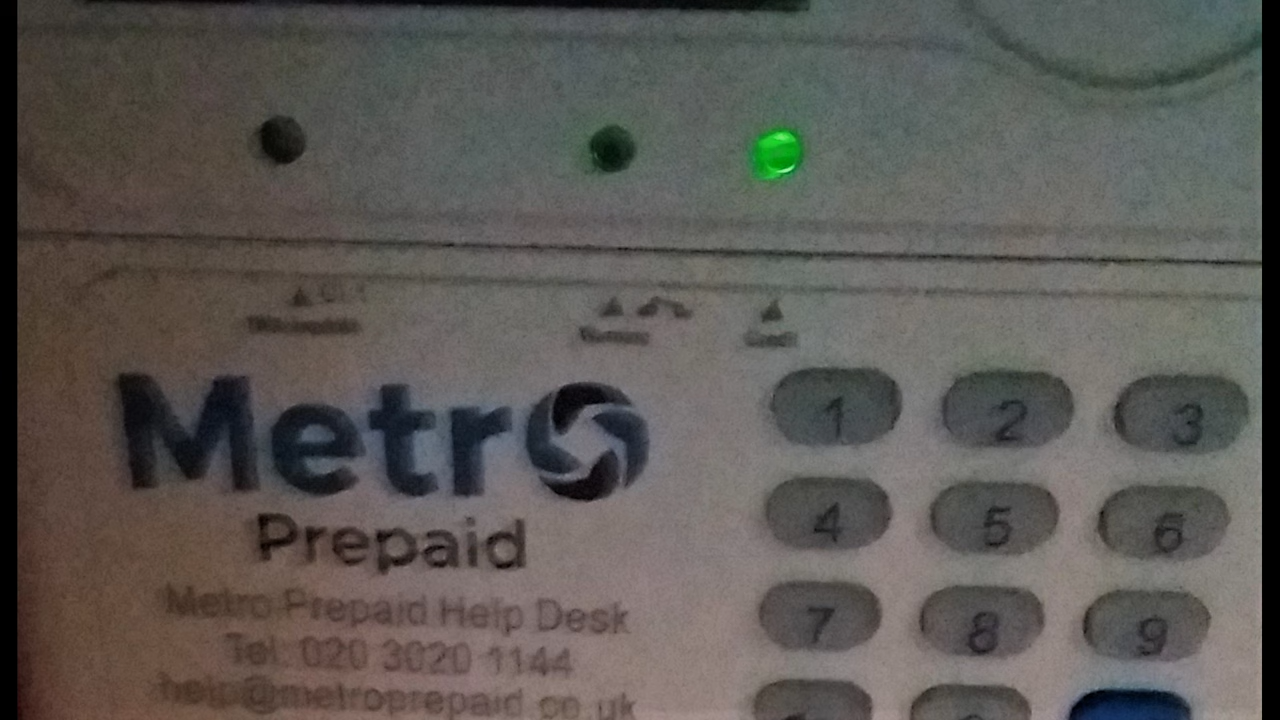 Metro
Prepaid
Metro Prepaid Help Desk
Tel: 020 3020 1144
help@metroprepaid.co.uk
1 2 3
4 5 6
7 8 9